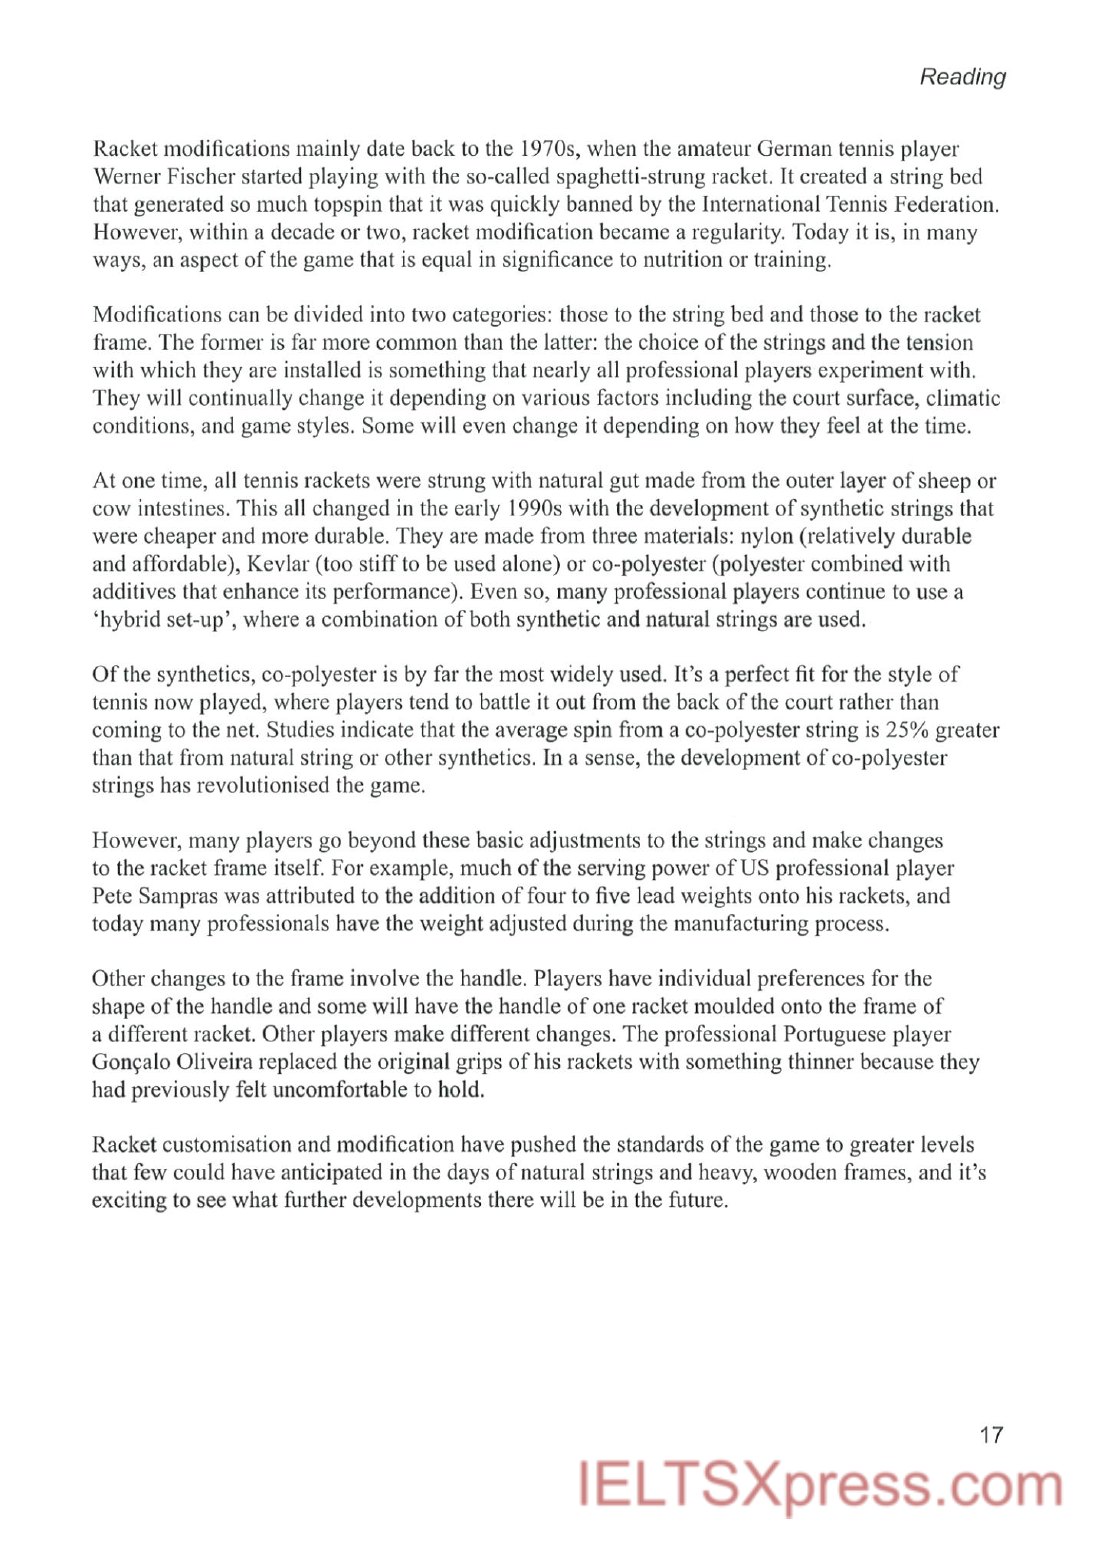 Reading
Racket modifications mainly date back to the 1970s, when the amateur German tennis player
Werner Fischer started playing with the so-called spaghetti-strung racket. It created a string bed
that generated so much topspin that it was quickly banned by the International Tennis Federation.
However, within a decade or two, racket modification became a regularity. Today it is, in many
ways, an aspect of the game that is equal in significance to nutrition or training.
Modifications can be divided into two categories: those to the string bed and those to the racket
frame. The former is far more common than the latter: the choice of the strings and the tension
with which they are installed is something that nearly all professional players experiment with.
They will continually change it depending on various factors including the court surface, climatic
conditions, and game styles. Some will even change it depending on how they feel at the time.
At one time, all tennis rackets were strung with natural gut made from the outer layer of sheep or
cow intestines. This all changed in the early 1990s with the development of synthetic strings that
were cheaper and more durable. They are made from three materials: nylon (relatively durable
and affordable), Kevlar (too stiff to be used alone) or co-polyester (polyester combined with
additives that enhance its performance). Even so, many professional players continue to use a
‘hybrid set-up’, where a combination of both synthetic and natural strings are used.
Of the synthetics, co-polyester is by far the most widely used. It’s a perfect fit for the style of
tennis now played, where players tend to battle it out from the back of the court rather than
coming to the net. Studies indicate that the average spin from a co-polyester string is 25% greater
than that from natural string or other synthetics. In a sense, the development of co-polyester
strings has revolutionised the game.
However, many players go beyond these basic adjustments to the strings and make changes
to the racket frame itself. For example, much of the serving power of US professional player
Pete Sampras was attributed to the addition of four to five lead weights onto his rackets, and
today many professionals have the weight adjusted during the manufacturing process.
Other changes to the frame involve the handle. Players have individual preferences for the
shape of the handle and some will have the handle of one racket moulded onto the frame of
a different racket. Other players make different changes. The professional Portuguese player
Gonçalo Oliveira replaced the original grips of his rackets with something thinner because they
had previously felt uncomfortable to hold.
Racket customisation and modification have pushed the standards of the game to greater levels
that few could have anticipated in the days of natural strings and heavy, wooden frames, and it’s
exciting to see what further developments there will be in the future.
17
IELTSXpress.com